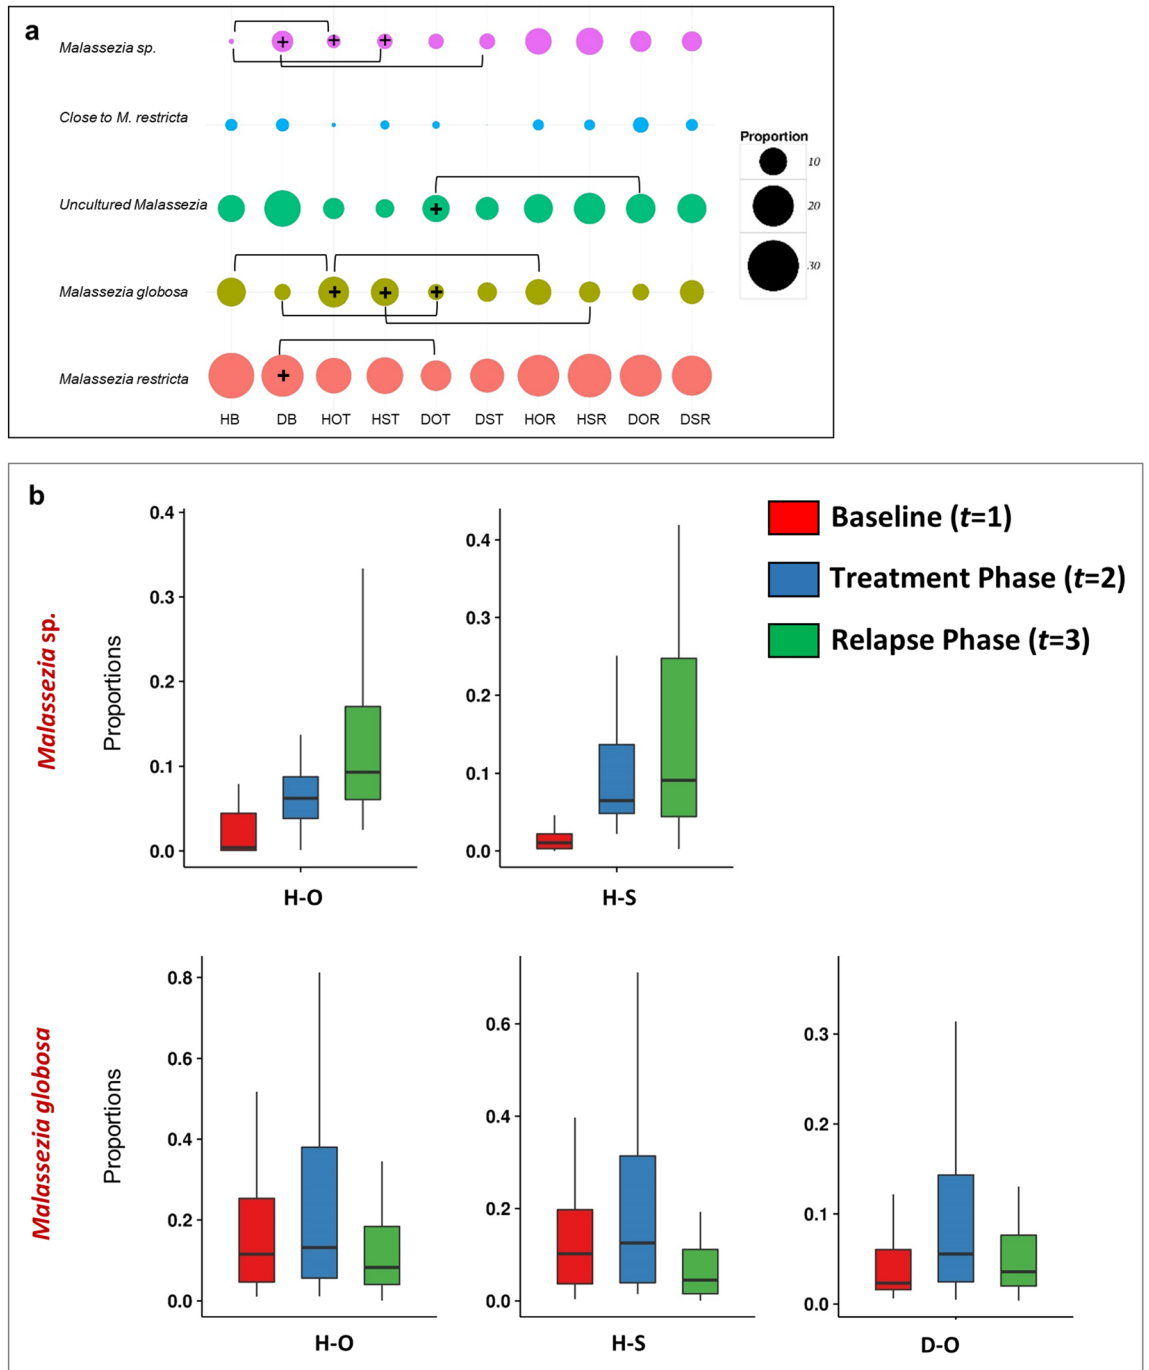 a
Malassezia sp.
Close to M. restricta
Uncultured Malassezia
Malassezia globosa
Malassezia restricta
HB DB HOT HST DOT DST HOR HSR DOR DSR
Proportion
10
20
30
b
Baseline (t=1)
Treatment Phase (t=2)
Relapse Phase (t=3)
Malassezia sp.
Proportions
0.4
0.3
0.2
0.1
0.0
H-O
0.4
0.3
0.2
0.1
0.0
H-S
Malassezia globosa
Proportions
0.8
0.6
0.4
0.2
0.0
H-O
0.6
0.4
0.2
0.0
H-S
0.3
0.2
0.1
0.0
D-O